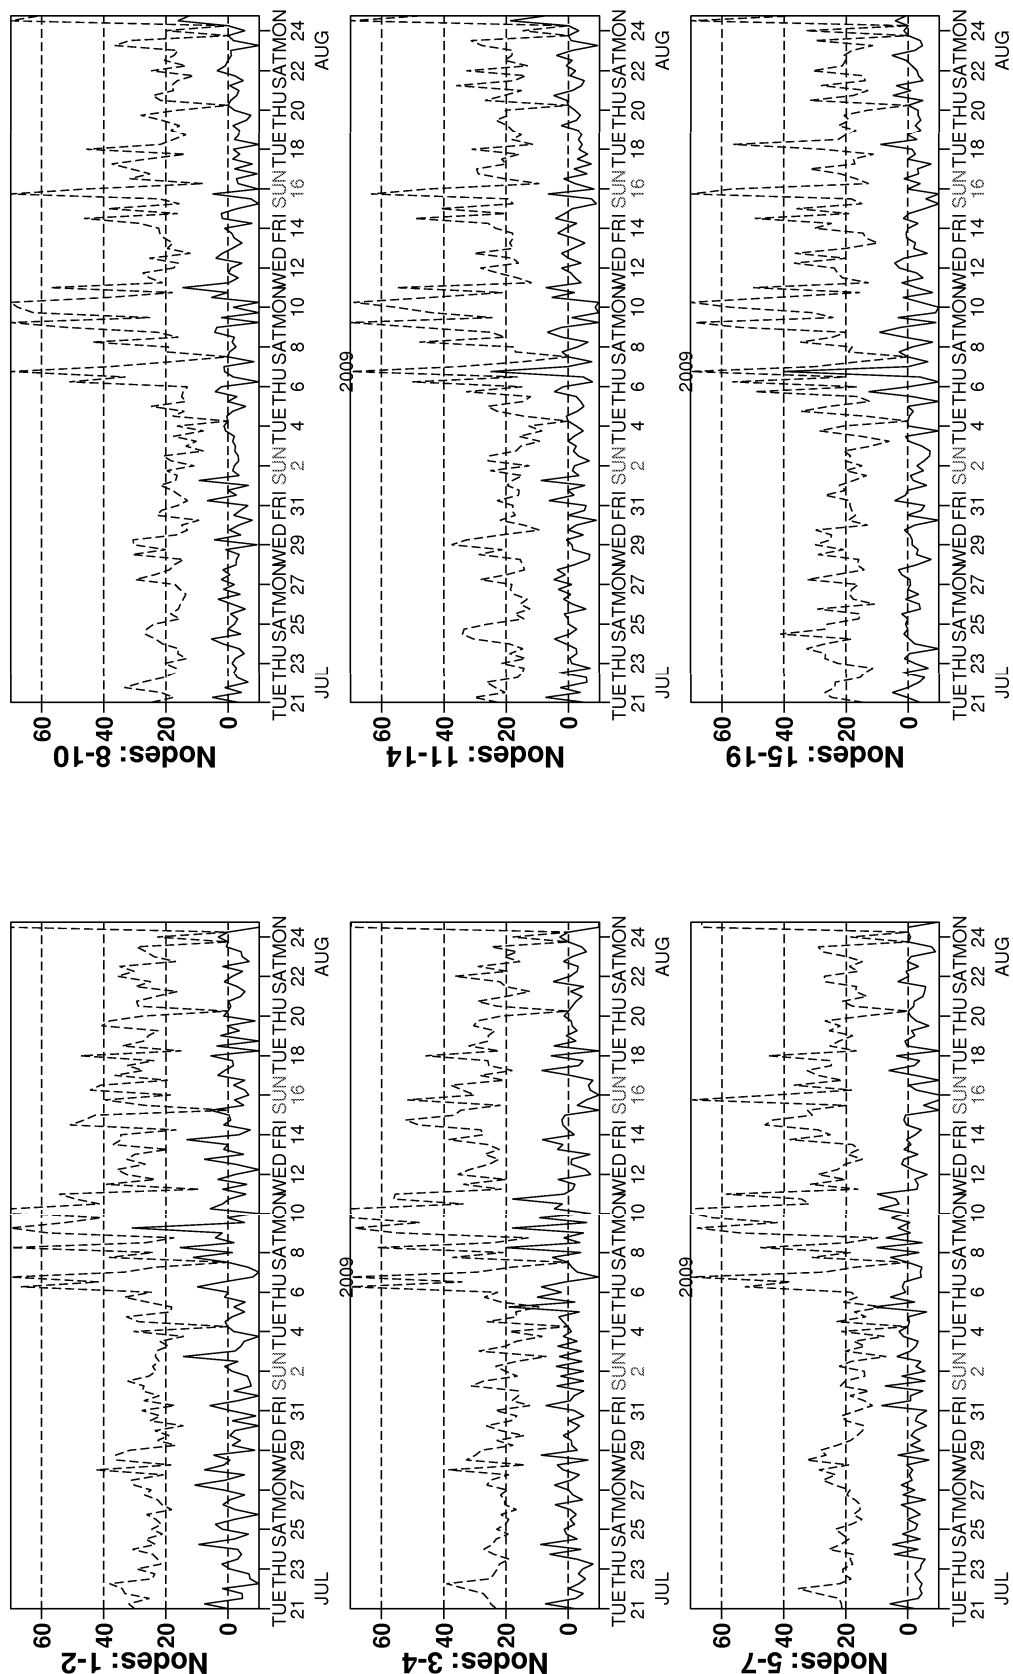 Nodes: 1-2
60
40
20
0
TUE THU SAT MON WED FRI SUN TUE THU SAT MON WED FRI SUN TUE THU SAT MON
21 23 25 27 29 31 2 4 6 8 10 12 14 16 18 20 22 24
JUL AUG
2009
Nodes: 3-4
60
40
20
0
TUE THU SAT MON WED FRI SUN TUE THU SAT MON WED FRI SUN TUE THU SAT MON
21 23 25 27 29 31 2 4 6 8 10 12 14 16 18 20 22 24
JUL AUG
2009
Nodes: 5-7
60
40
20
0
TUE THU SAT MON WED FRI SUN TUE THU SAT MON WED FRI SUN TUE THU SAT MON
21 23 25 27 29 31 2 4 6 8 10 12 14 16 18 20 22 24
JUL AUG
Nodes: 8-10
60
40
20
0
TUE THU SAT MON WED FRI SUN TUE THU SAT MON WED FRI SUN TUE THU SAT MON
21 23 25 27 29 31 2 4 6 8 10 12 14 16 18 20 22 24
JUL AUG
2009
Nodes: 11-14
60
40
20
0
TUE THU SAT MON WED FRI SUN TUE THU SAT MON WED FRI SUN TUE THU SAT MON
21 23 25 27 29 31 2 4 6 8 10 12 14 16 18 20 22 24
JUL AUG
2009
Nodes: 15-19
60
40
20
0
TUE THU SAT MON WED FRI SUN TUE THU SAT MON WED FRI SUN TUE THU SAT MON
21 23 25 27 29 31 2 4 6 8 10 12 14 16 18 20 22 24
JUL AUG